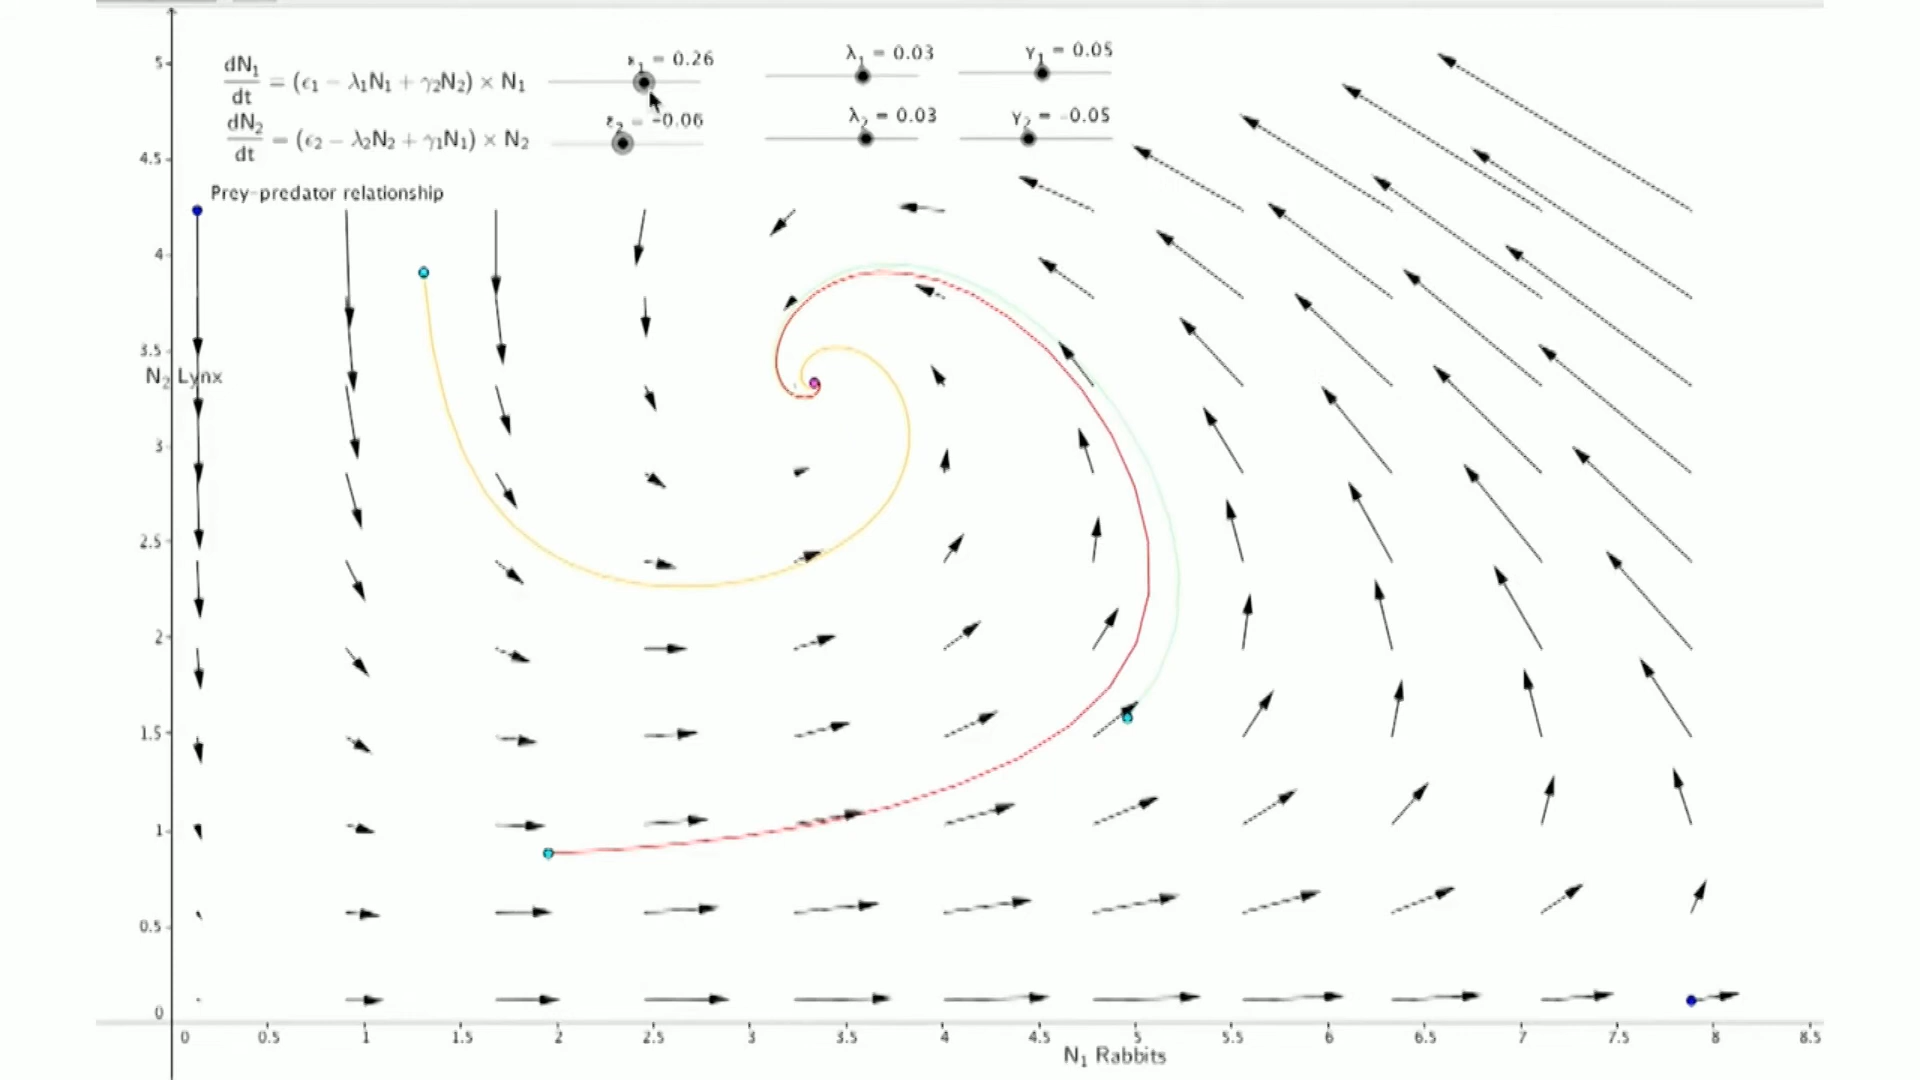 dN₁/dt = (ϵ₁ − λ₁N₁ + γ₂N₂) × N₁
dN₂/dt = (ϵ₂ − λ₂N₂ + γ₁N₁) × N₂
ε₁ = 0.26
λ₁ = 0.03
γ₁ = 0.05
ε₂ = −0.06
λ₂ = 0.03
γ₂ = −0.05
Prey-predator relationship
N₂ Lynx
5
4.5
4
3.5
3
2.5
2
1.5
1
0.5
0
0 0.5 1 1.5 2 2.5 3 3.5 4 4.5 5 5.5 6 6.5 7 7.5 8 8.5
N₁ Rabbits